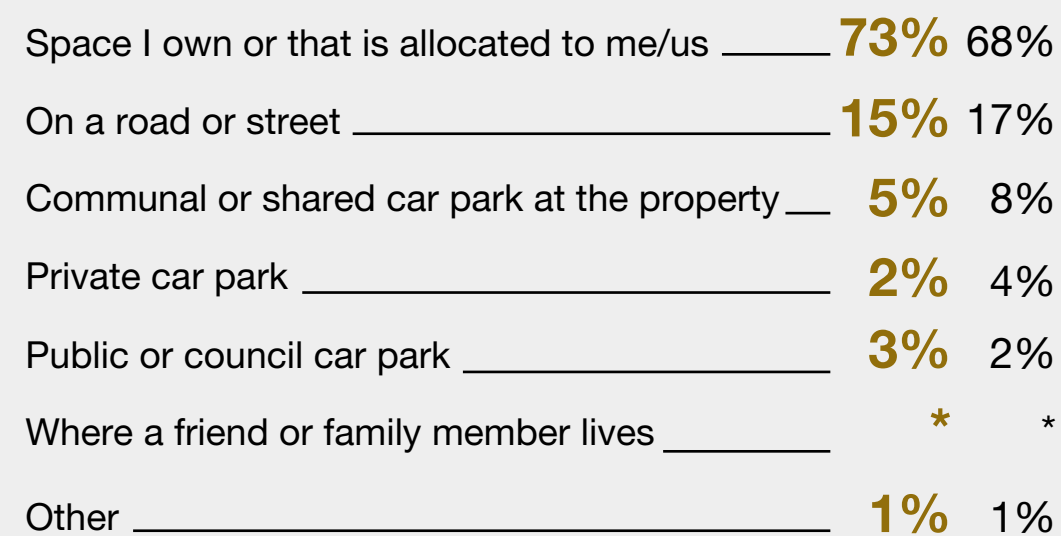 Space I own or that is allocated to me/us 73% 68%
On a road or street 15% 17%
Communal or shared car park at the property 5% 8%
Private car park 2% 4%
Public or council car park 3% 2%
Where a friend or family member lives * *
Other 1% 1%